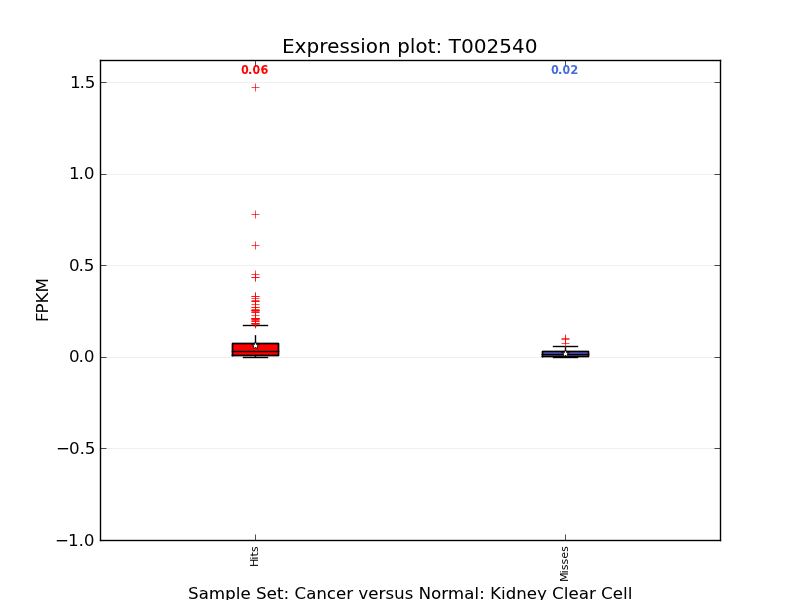 Expression plot: T002540
0.06
0.02
1.5
1.0
0.5
0.0
−0.5
−1.0
FPKM
Hits
Misses
Sample Set: Cancer versus Normal: Kidney Clear Cell